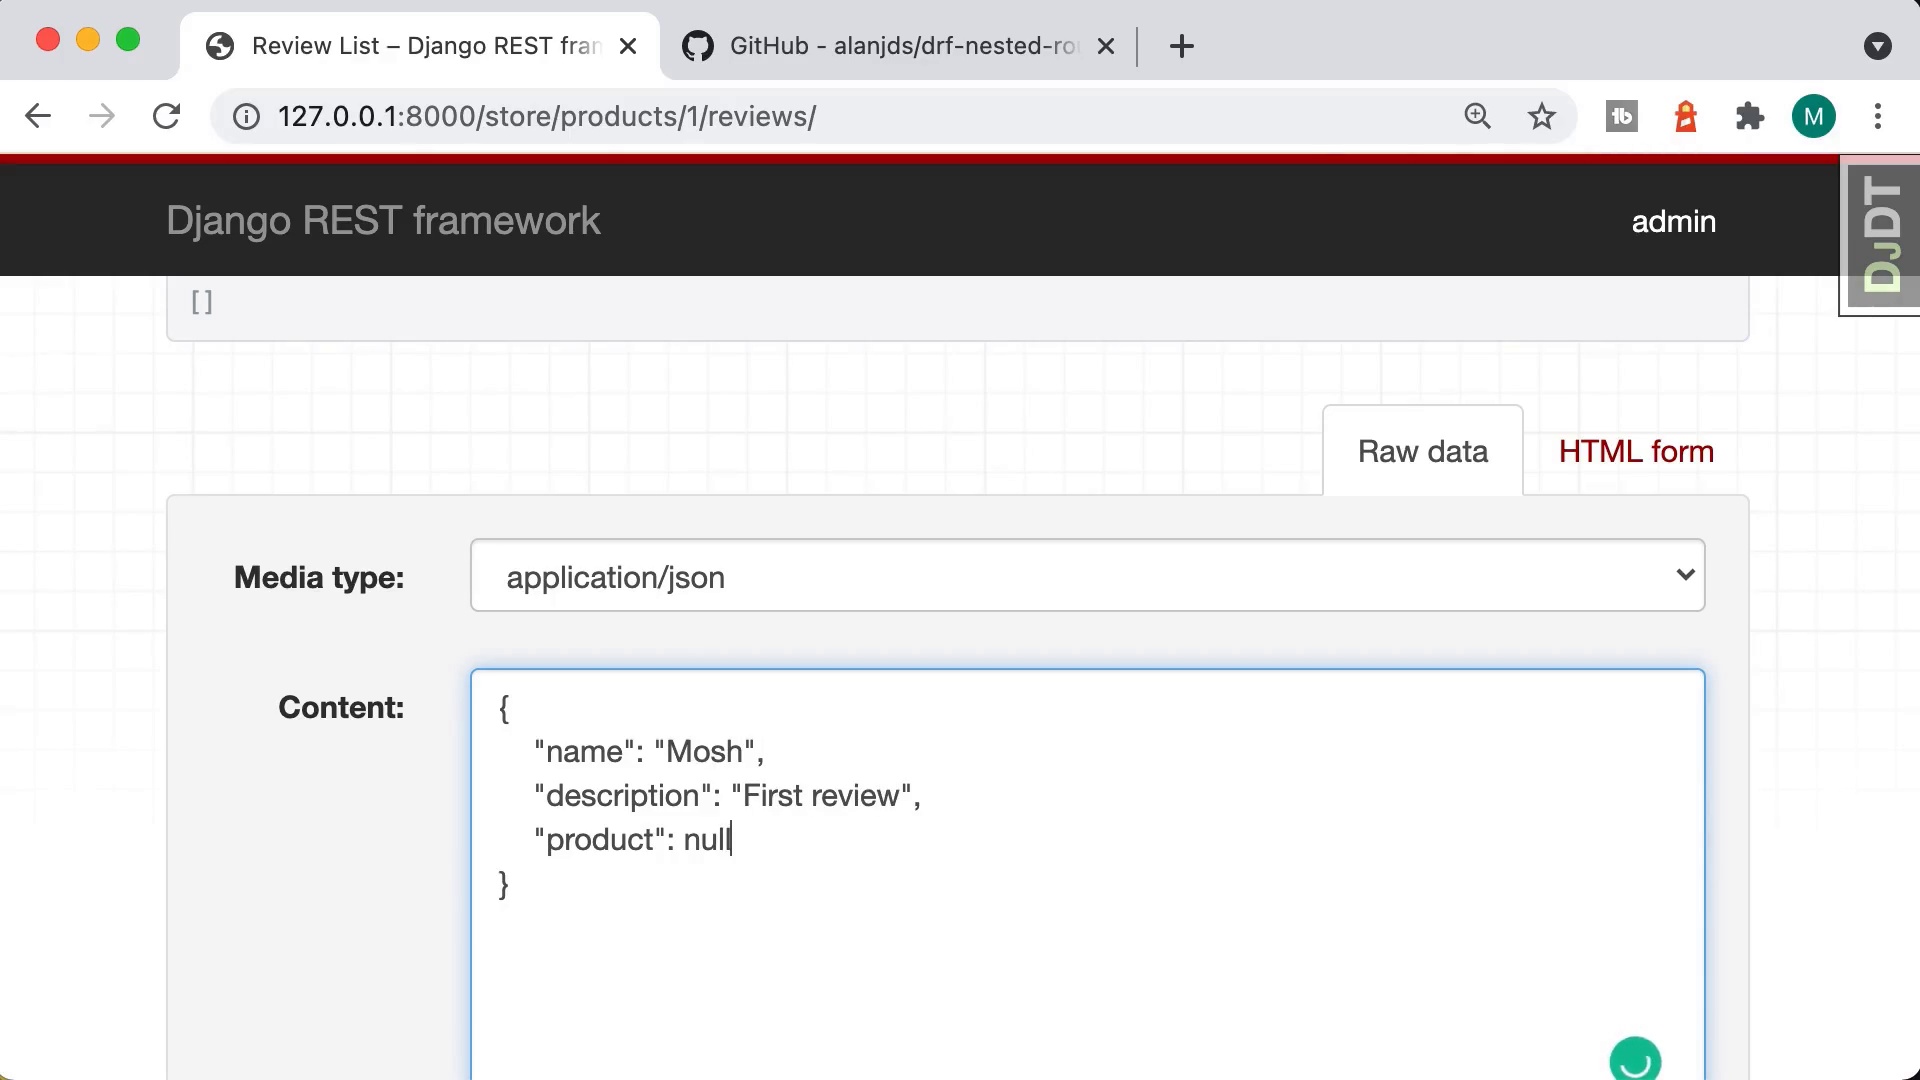 Review List – Django REST fran
GitHub - alanjds/drf-nested-ro
127.0.0.1:8000/store/products/1/reviews/
M
Django REST framework
admin
DJDT
[]
Raw data
HTML form
Media type:
application/json
Content:
{
"name": "Mosh",
"description": "First review",
"product": null
}